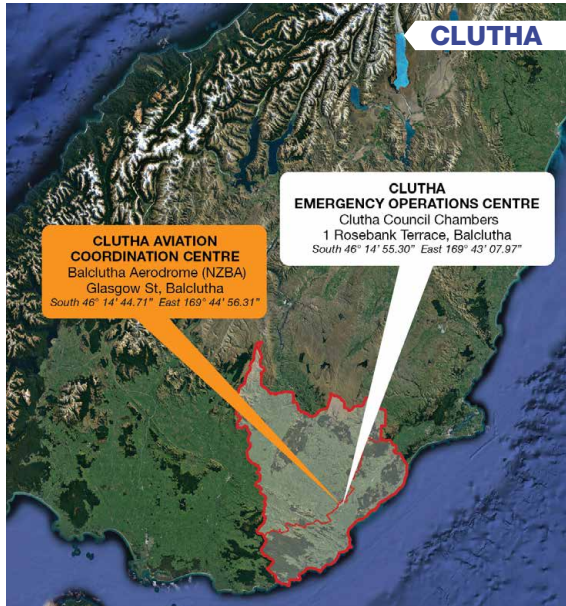 CLUTHA
CLUTHA
EMERGENCY OPERATIONS CENTRE
Clutha Council Chambers
1 Rosebank Terrace, Balclutha
South 46° 14’ 55.30” East 169° 43’ 07.97”
CLUTHA AVIATION
COORDINATION CENTRE
Balclutha Aerodrome (NZBA)
Glasgow St, Balclutha
South 46° 14’ 44.71” East 169° 44’ 56.31”